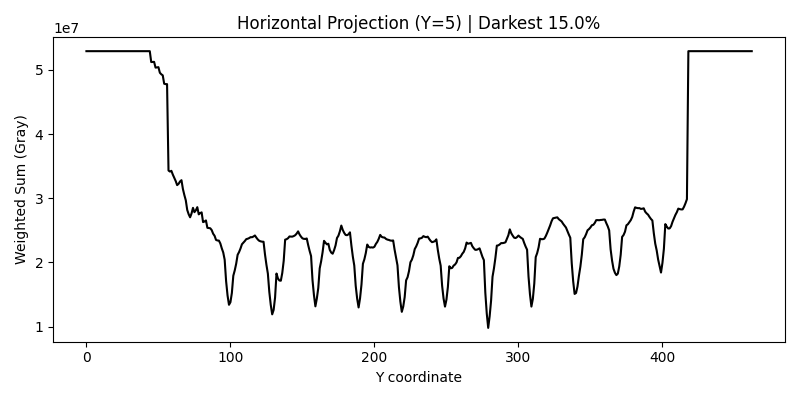 Horizontal Projection (Y=5) | Darkest 15.0%
1e7
5
4
3
2
1
Weighted Sum (Gray)
0 100 200 300 400
Y coordinate